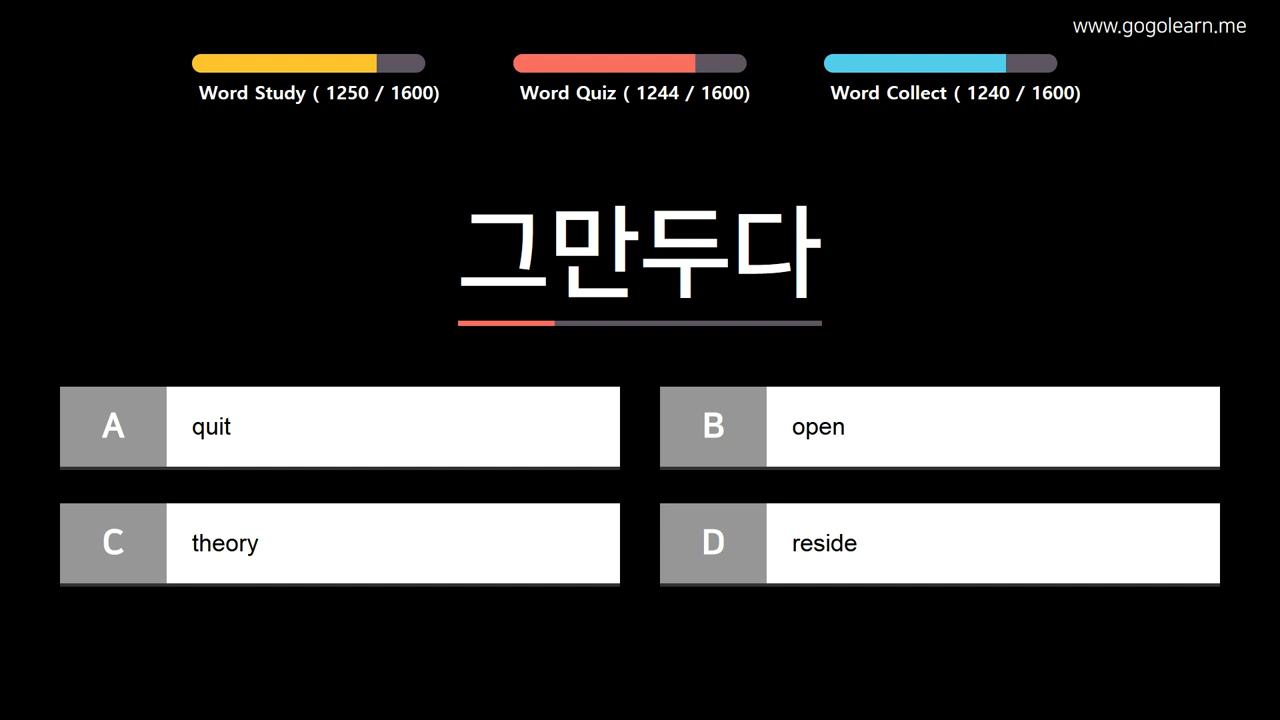 www.gogolearn.me
Word Study ( 1250 / 1600)
Word Quiz ( 1244 / 1600)
Word Collect ( 1240 / 1600)
그만두다
A quit
B open
C theory
D reside